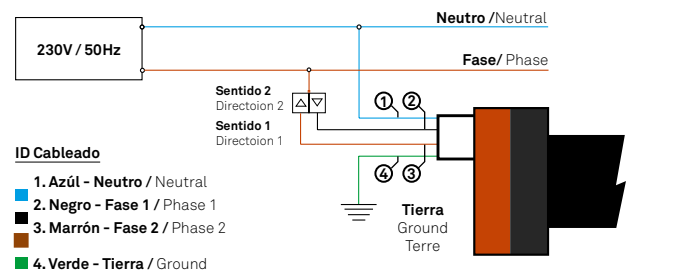 Neutro /Neutral
230V / 50Hz
Fase/ Phase
Sentido 2
Directoion 2
Sentido 1
Directoion 1
1
2
ID Cableado
1. Azúl - Neutro / Neutral
2. Negro - Fase 1 / Phase 1
3. Marrón - Fase 2 / Phase 2
4. Verde - Tierra / Ground
4
3
Tierra
Ground
Terre